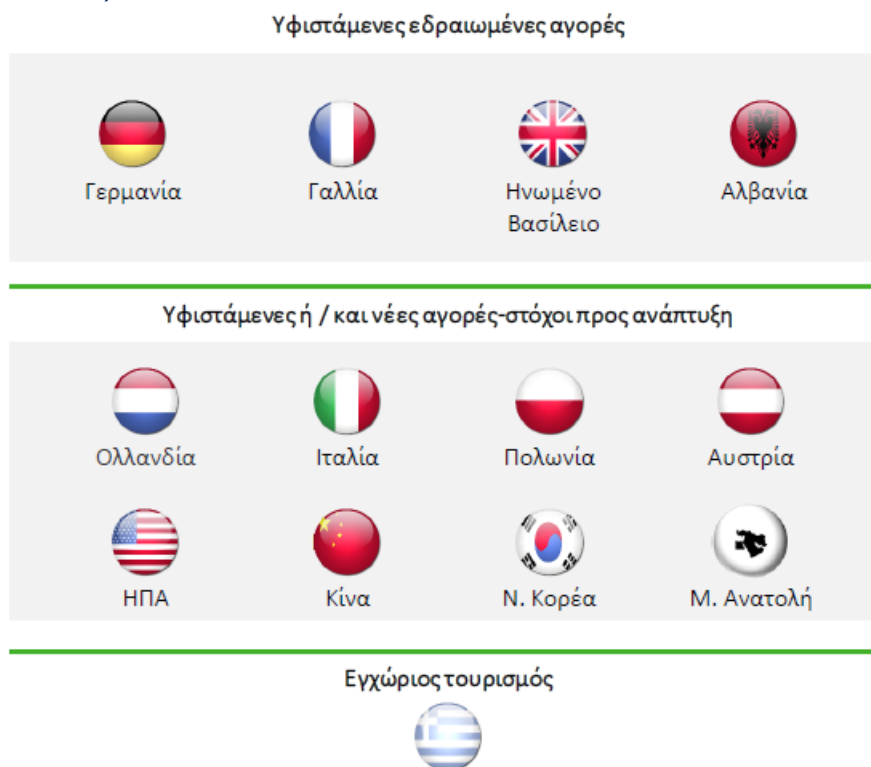 Υφιστάμενες εδραιωμένες αγορές
Γερμανία
Γαλλία
Ηνωμένο
Βασίλειο
Αλβανία
Υφιστάμενες ή / και νέες αγορές-στόχοι προς ανάπτυξη
Ολλανδία
Ιταλία
Πολωνία
Αυστρία
ΗΠΑ
Κίνα
Ν. Κορέα
Μ. Ανατολή
Εγχώριος τουρισμός